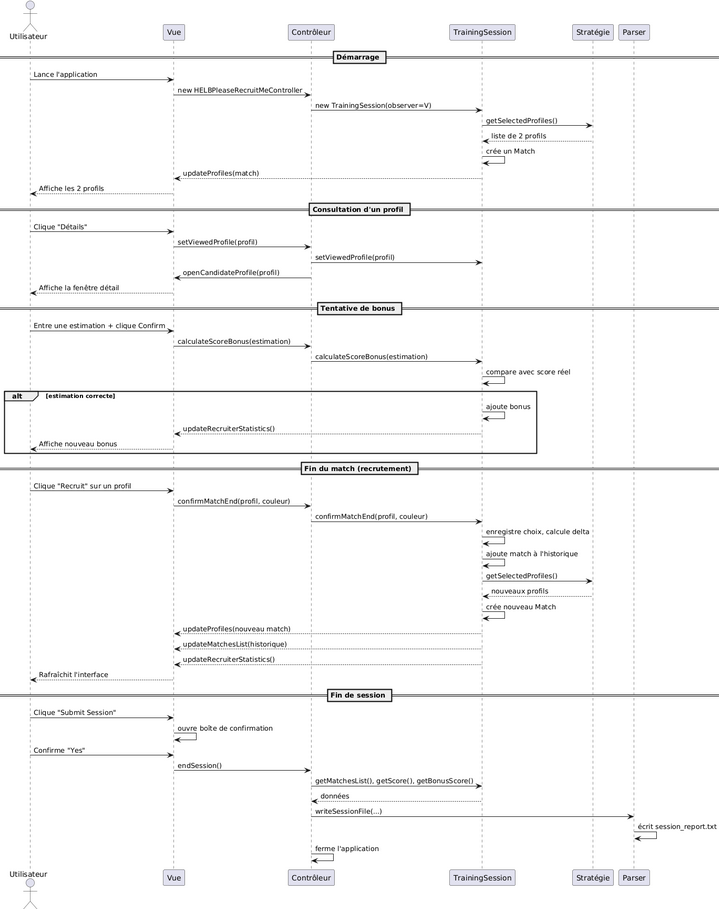 Utilisateur
Vue
Contrôleur
TrainingSession
Stratégie
Parser
Démarrage
Lance l'application
new HELBPleaseRecruitMeController
new TrainingSession(observer=V)
getSelectedProfiles()
liste de 2 profils
crée un Match
updateProfiles(match)
Affiche les 2 profils
Consultation d'un profil
Clique "Détails"
setViewedProfile(profil)
setViewedProfile(profil)
openCandidateProfile(profil)
Affiche la fenêtre détail
Tentative de bonus
Entre une estimation + clique Confirm
calculateScoreBonus(estimation)
calculateScoreBonus(estimation)
compare avec score réel
alt
[estimation correcte]
ajoute bonus
updateRecruiterStatistics()
Affiche nouveau bonus
Fin du match (recrutement)
Clique "Recruit" sur un profil
confirmMatchEnd(profil, couleur)
confirmMatchEnd(profil, couleur)
enregistre choix, calcule delta
ajoute match à l'historique
getSelectedProfiles()
nouveaux profils
crée nouveau Match
updateProfiles(nouveau match)
updateMatchesList(historique)
updateRecruiterStatistics()
Rafraîchit l'interface
Fin de session
Clique "Submit Session"
ouvre boîte de confirmation
Confirme "Yes"
endSession()
getMatchesList(), getScore(), getBonusScore()
données
writeSessionFile(...)
écrit session_report.txt
ferme l'application
Utilisateur
Vue
Contrôleur
TrainingSession
Stratégie
Parser